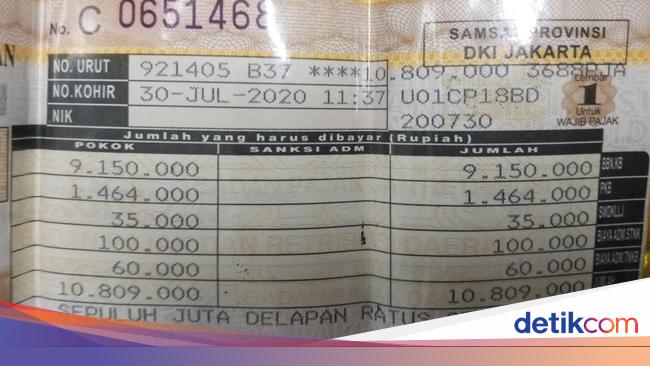 No. C 0651468
SAMSAT PROVINSI
DKI JAKARTA
NO. URUT 921405 B37 ****10.809.000 3688PJA
NO.KOHIR 30-JUL-2020 11:37 U01CP18BD
NIK 200730
Lembar
1
Untuk
WAJIB PAJAK
Jumlah yang harus dibayar (Rupiah)
POKOK SANKSI ADM JUMLAH
9.150.000 9.150.000 BBN.KB
1.464.000 1.464.000 PKB
35.000 35.000 SWDKLLJ
100.000 100.000 BIAYA ADM.STNK
60.000 60.000 BIAYA ADM.TNKB
10.809.000 10.809.000
SEPULUH JUTA DELAPAN RATUS
detikcom